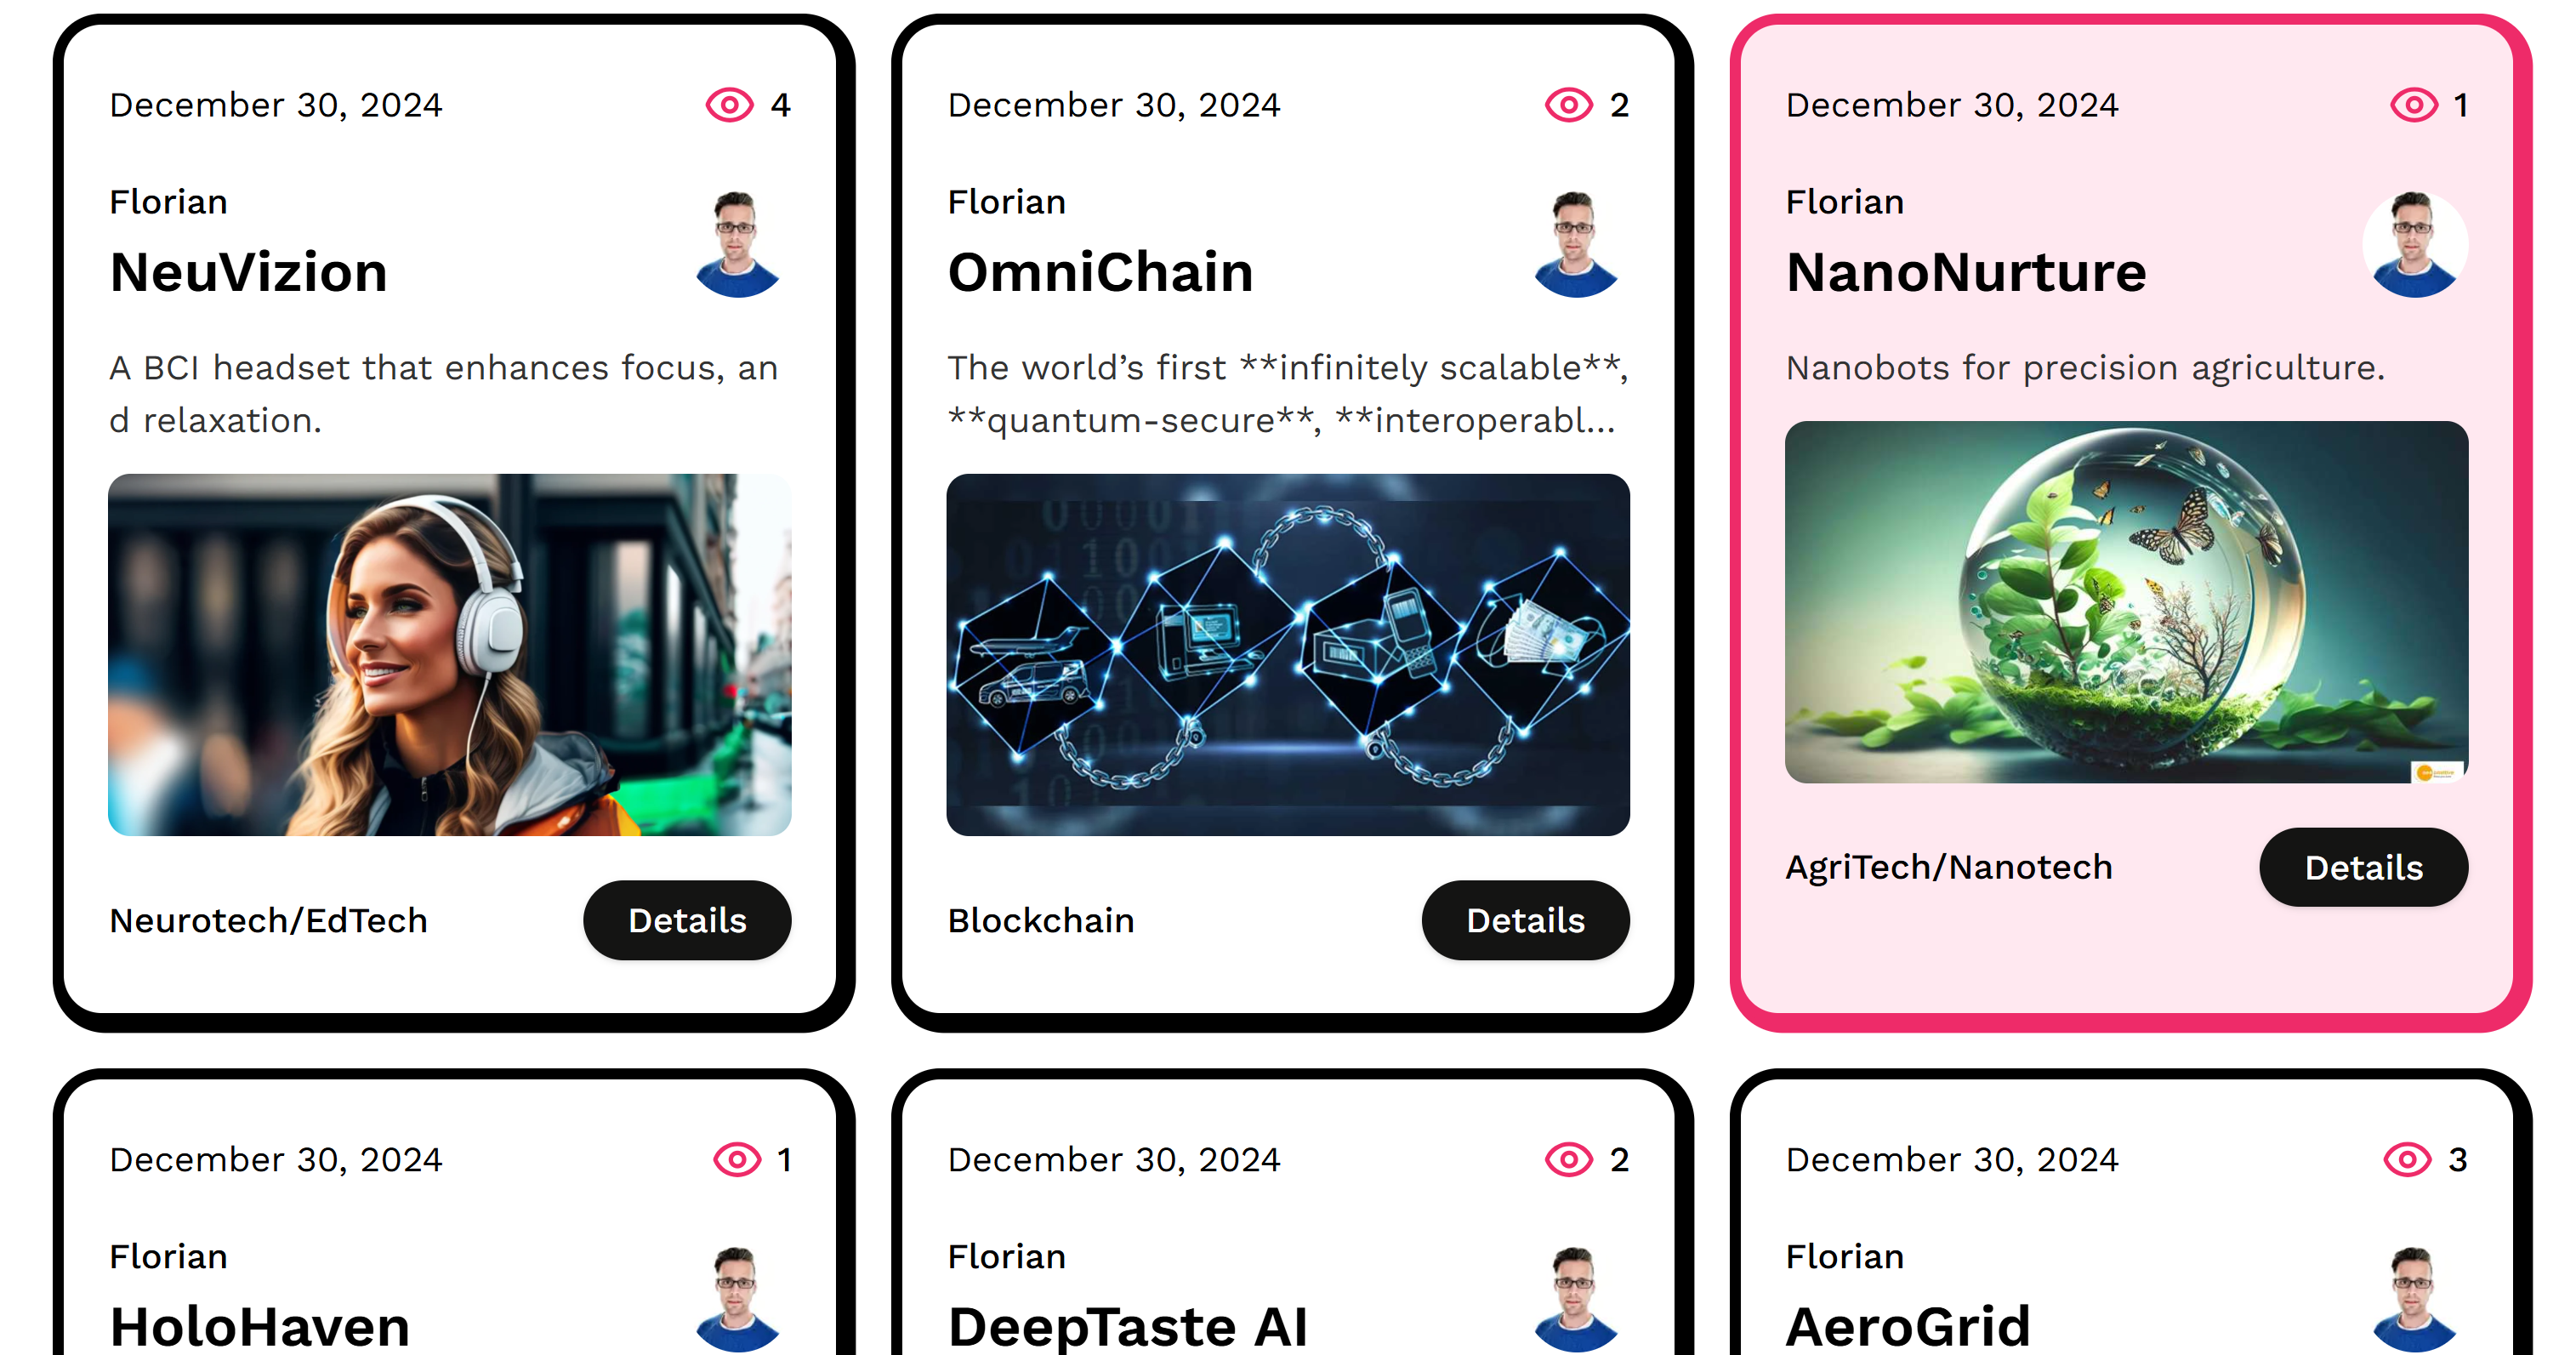 December 30, 2024
4
Florian
NeuVizion
A BCI headset that enhances focus, an
d relaxation.
Neurotech/EdTech
Details
December 30, 2024
2
Florian
OmniChain
The world’s first **infinitely scalable**,
**quantum-secure**, **interoperabl...
Blockchain
Details
December 30, 2024
1
Florian
NanoNurture
Nanobots for precision agriculture.
AgriTech/Nanotech
Details
December 30, 2024
1
Florian
HoloHaven
December 30, 2024
2
Florian
DeepTaste AI
December 30, 2024
3
Florian
AeroGrid